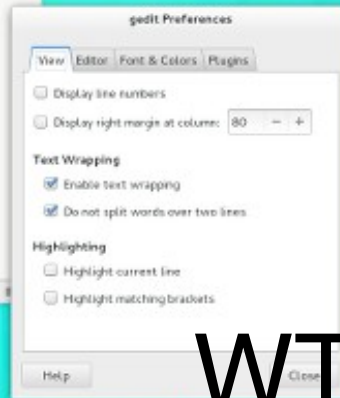 gedit Preferences
View Editor Font & Colors Plugins
Display line numbers
Display right margin at column: 80 − +
Text Wrapping
Enable text wrapping
Do not split words over two lines
Highlighting
Highlight current line
Highlight matching brackets
Help Close
WT